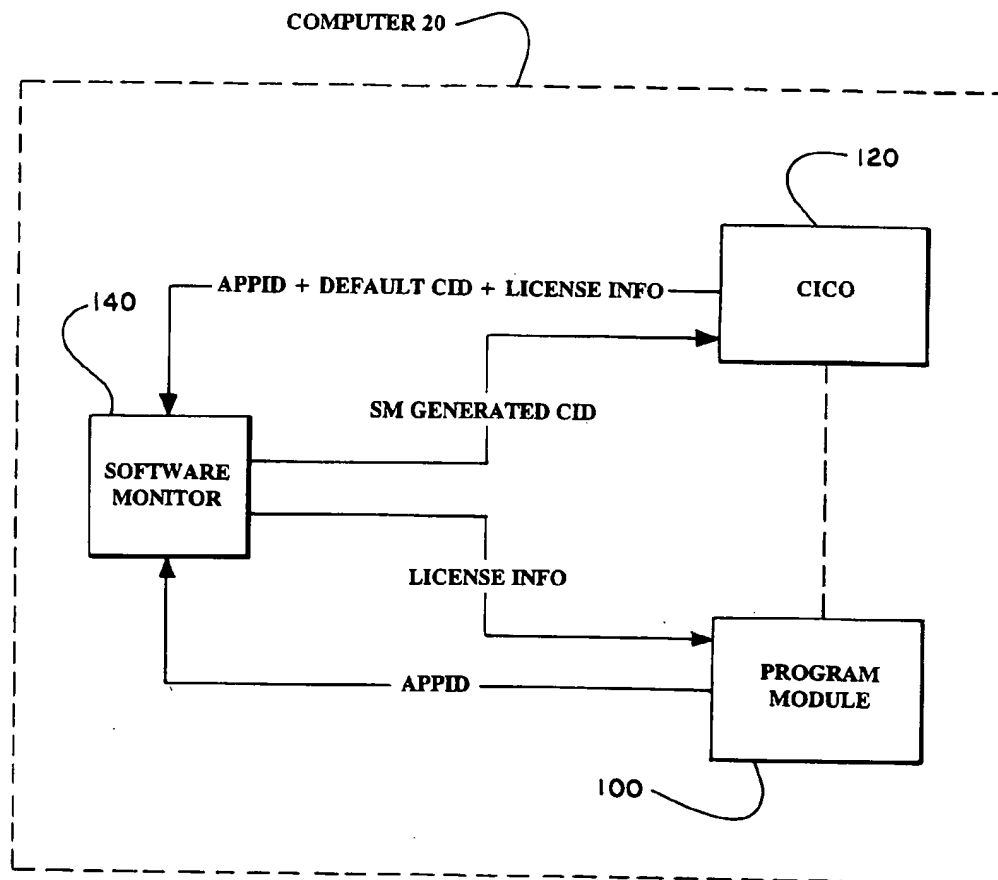 COMPUTER 20
120
APPID + DEFAULT CID + LICENSE INFO
CICO
140
SM GENERATED CID
SOFTWARE
MONITOR
LICENSE INFO
APPID
PROGRAM
MODULE
100